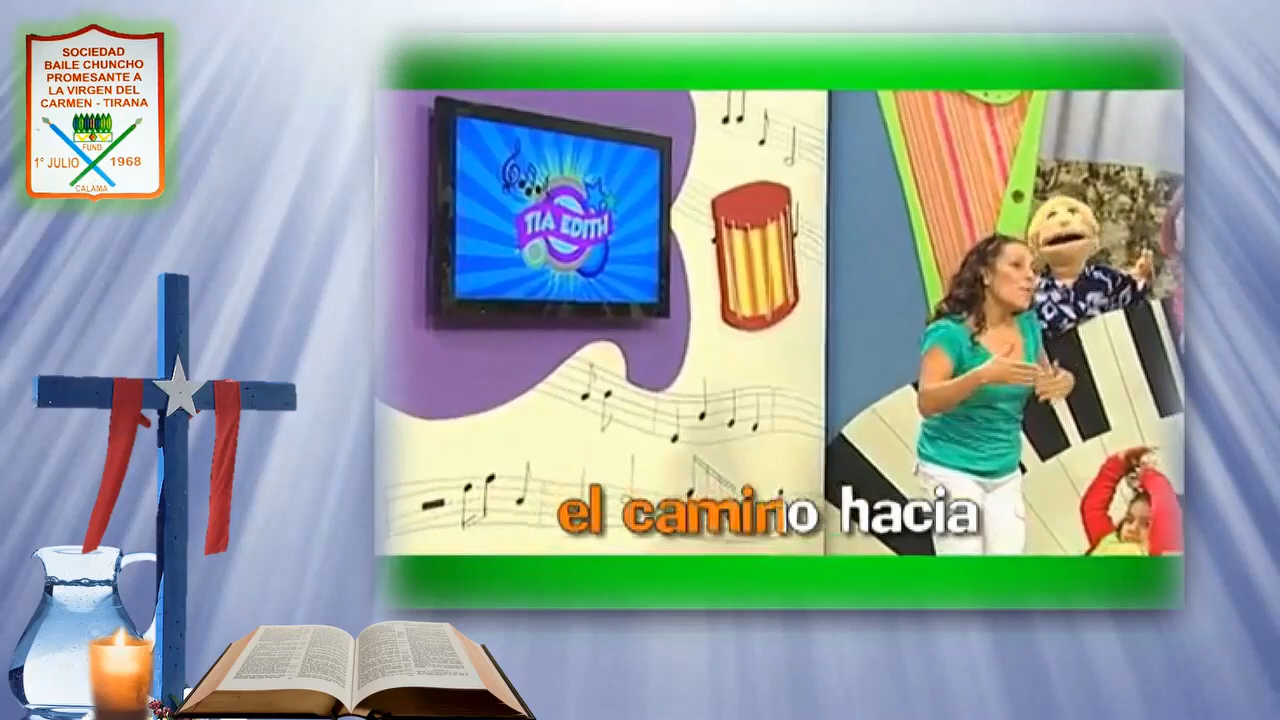 SOCIEDAD
BAILE CHUNCHO
PROMESANTE A
LA VIRGEN DEL
CARMEN - TIRANA
FUND
1° JULIO 1968
CALAMA
TIA EDITH
el camino hacia